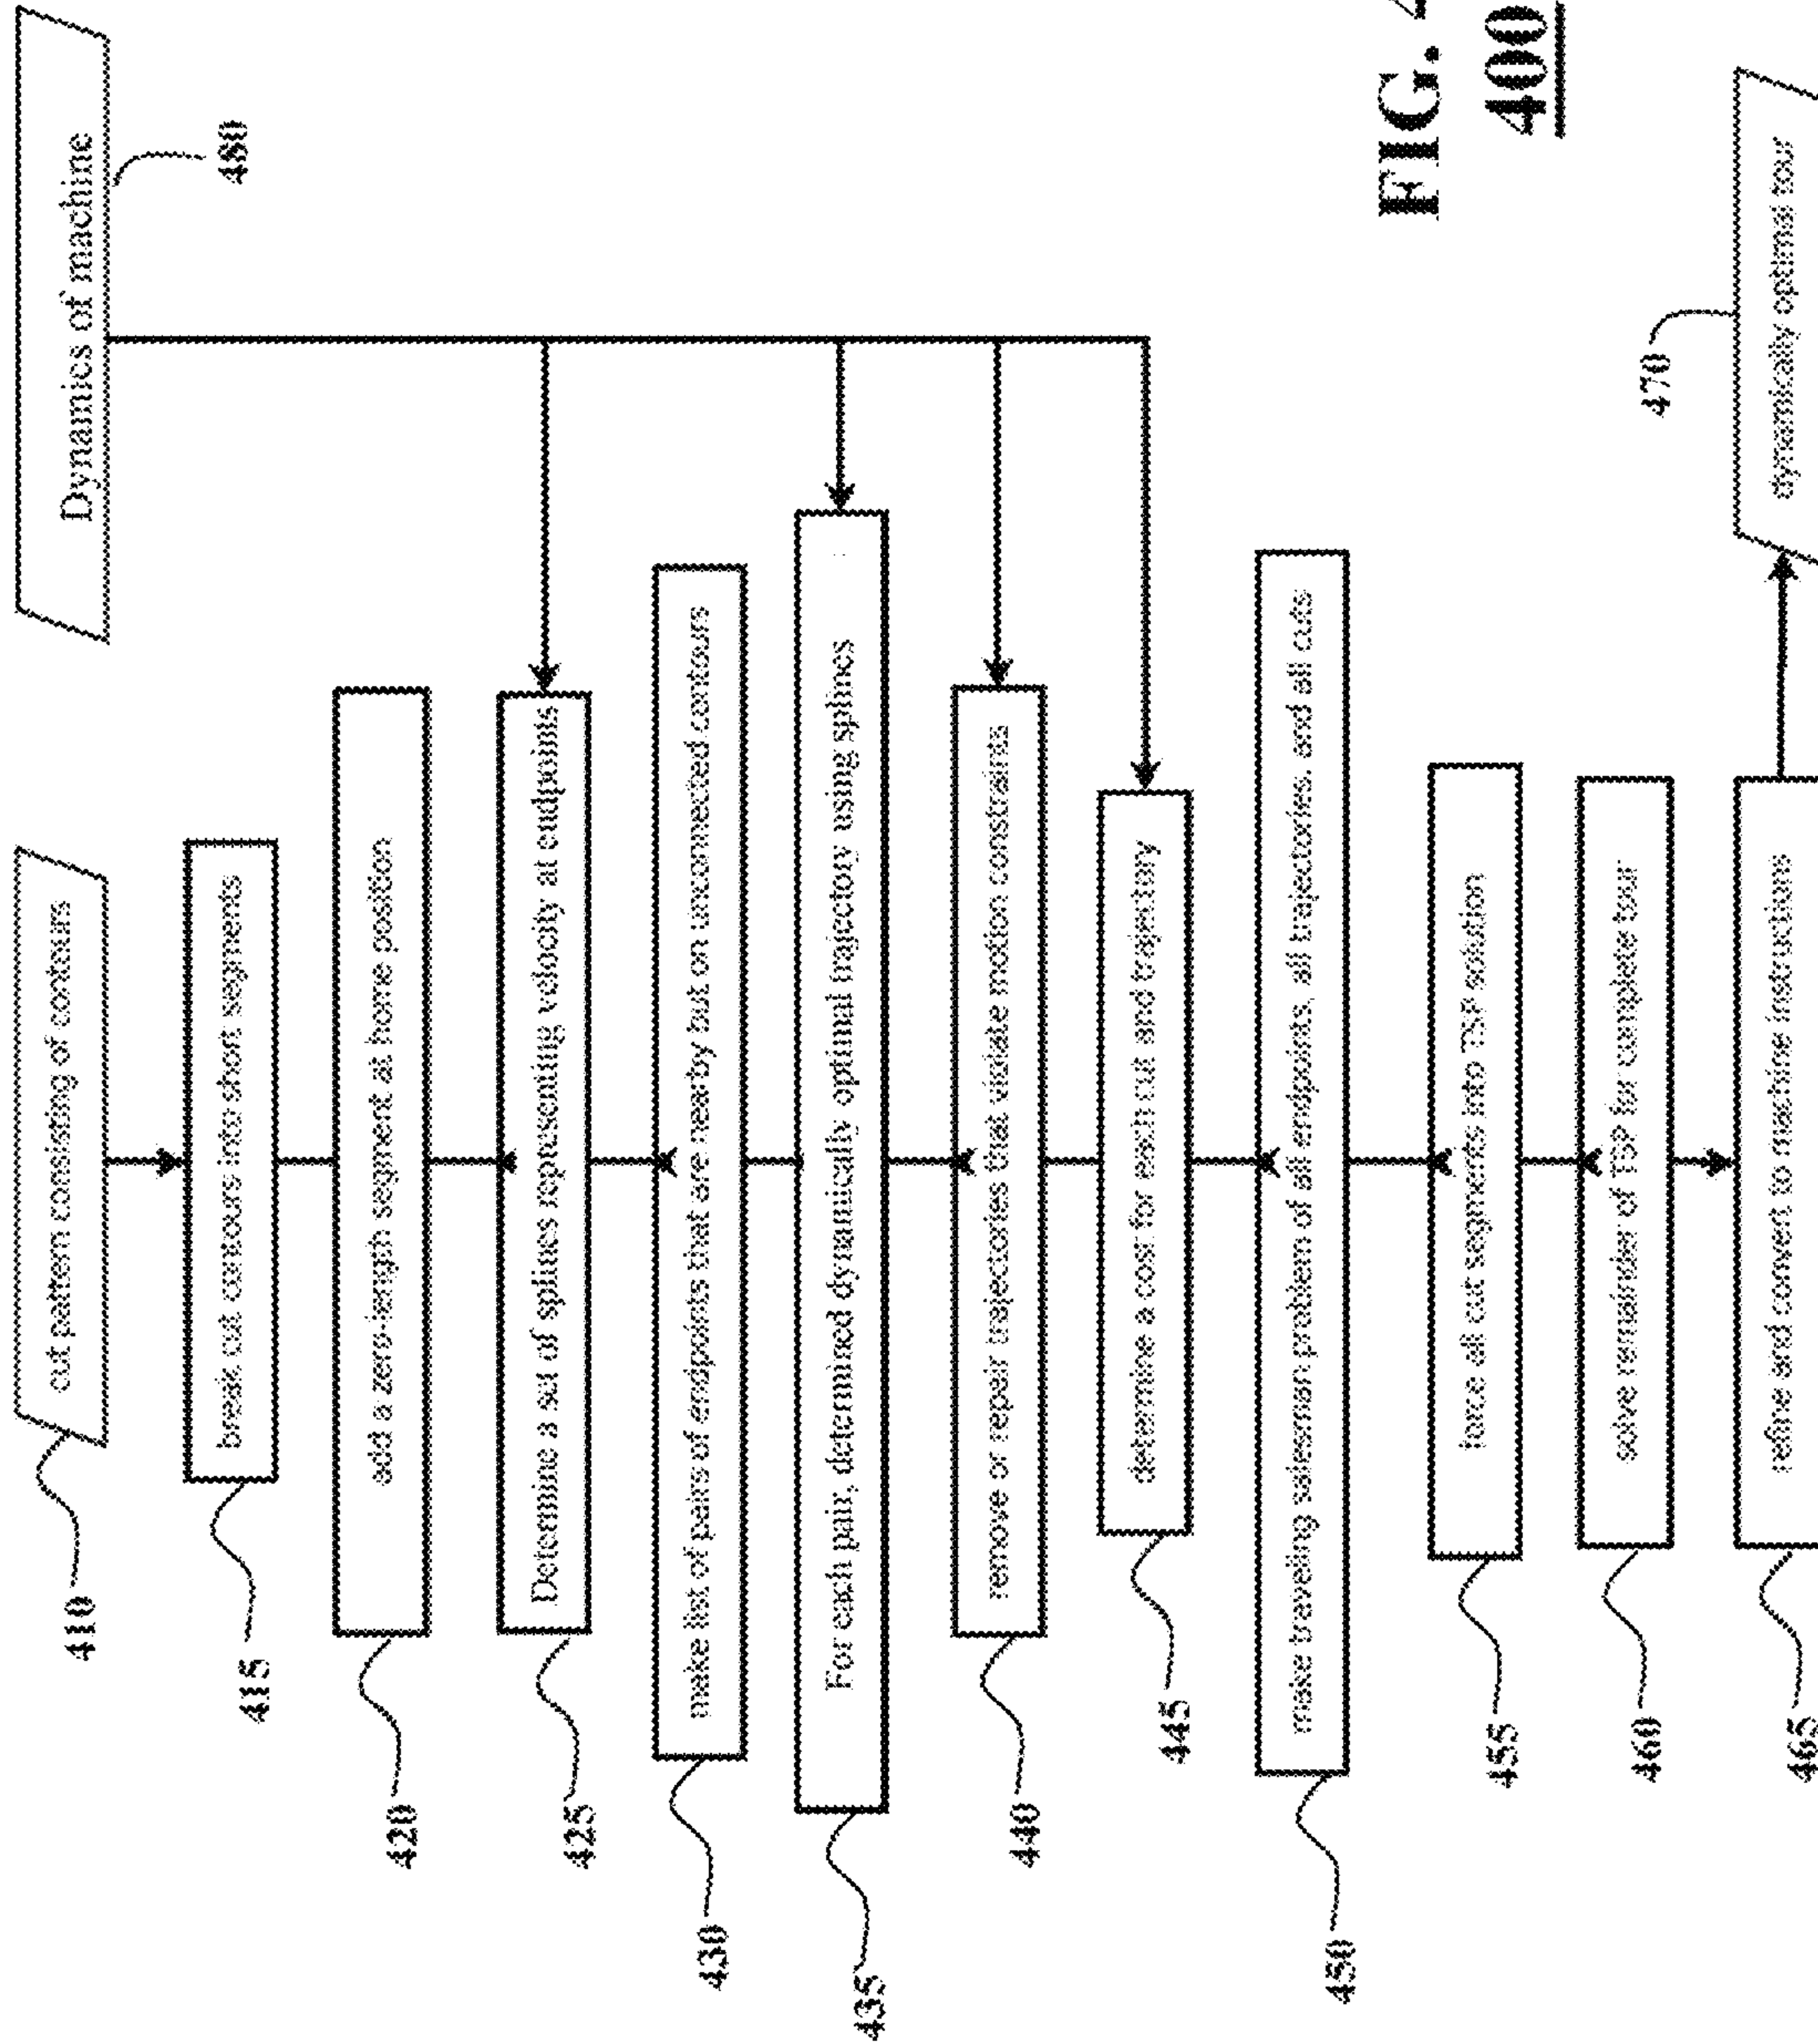 cut pattern consisting of contours
410
Dynamics of machine
480
break cut contours into short segments
415
add a zero-length segment at home position
420
Determine a set of splines representing velocity at endpoints
425
make list of pairs of endpoints that are nearby but on unconnected contours
430
For each pair, determined dynamically optimal trajectory using splines
435
remove or repair trajectories that violate motion constraints
440
determine a cost for each cut and trajectory
445
make traveling salesman problem of all endpoints, all trajectories, and all cuts
450
force all cut segments into TSP solution
455
solve remainder of TSP for complete tour
460
refine and convert to machine instructions
465
dynamically optimal tour
470
FIG. 4
400